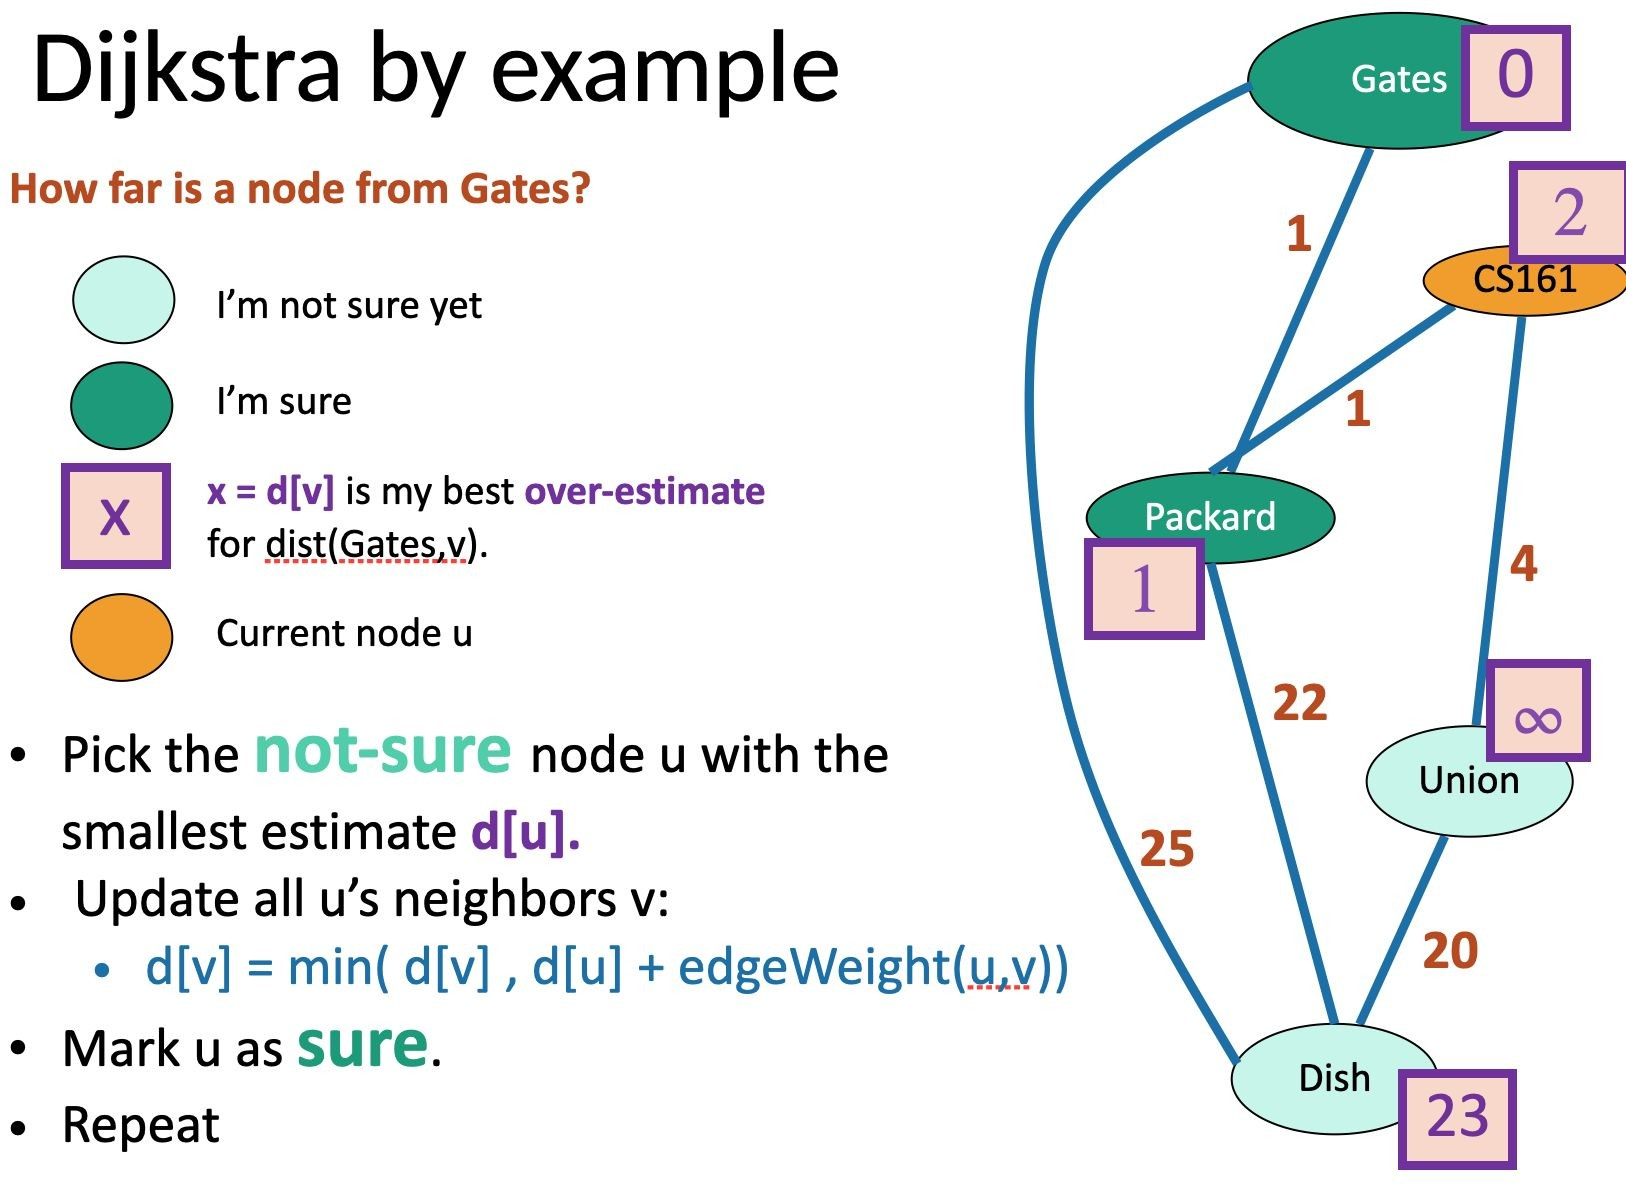 Dijkstra by example
How far is a node from Gates?
I’m not sure yet
I’m sure
x
x = d[v] is my best over-estimate
for dist(Gates,v).
Current node u
• Pick the not-sure node u with the
smallest estimate d[u].
• Update all u’s neighbors v:
• d[v] = min( d[v] , d[u] + edgeWeight(u,v))
• Mark u as sure.
• Repeat
Gates
0
2
CS161
1
1
Packard
1
4
22
∞
Union
25
20
Dish
23